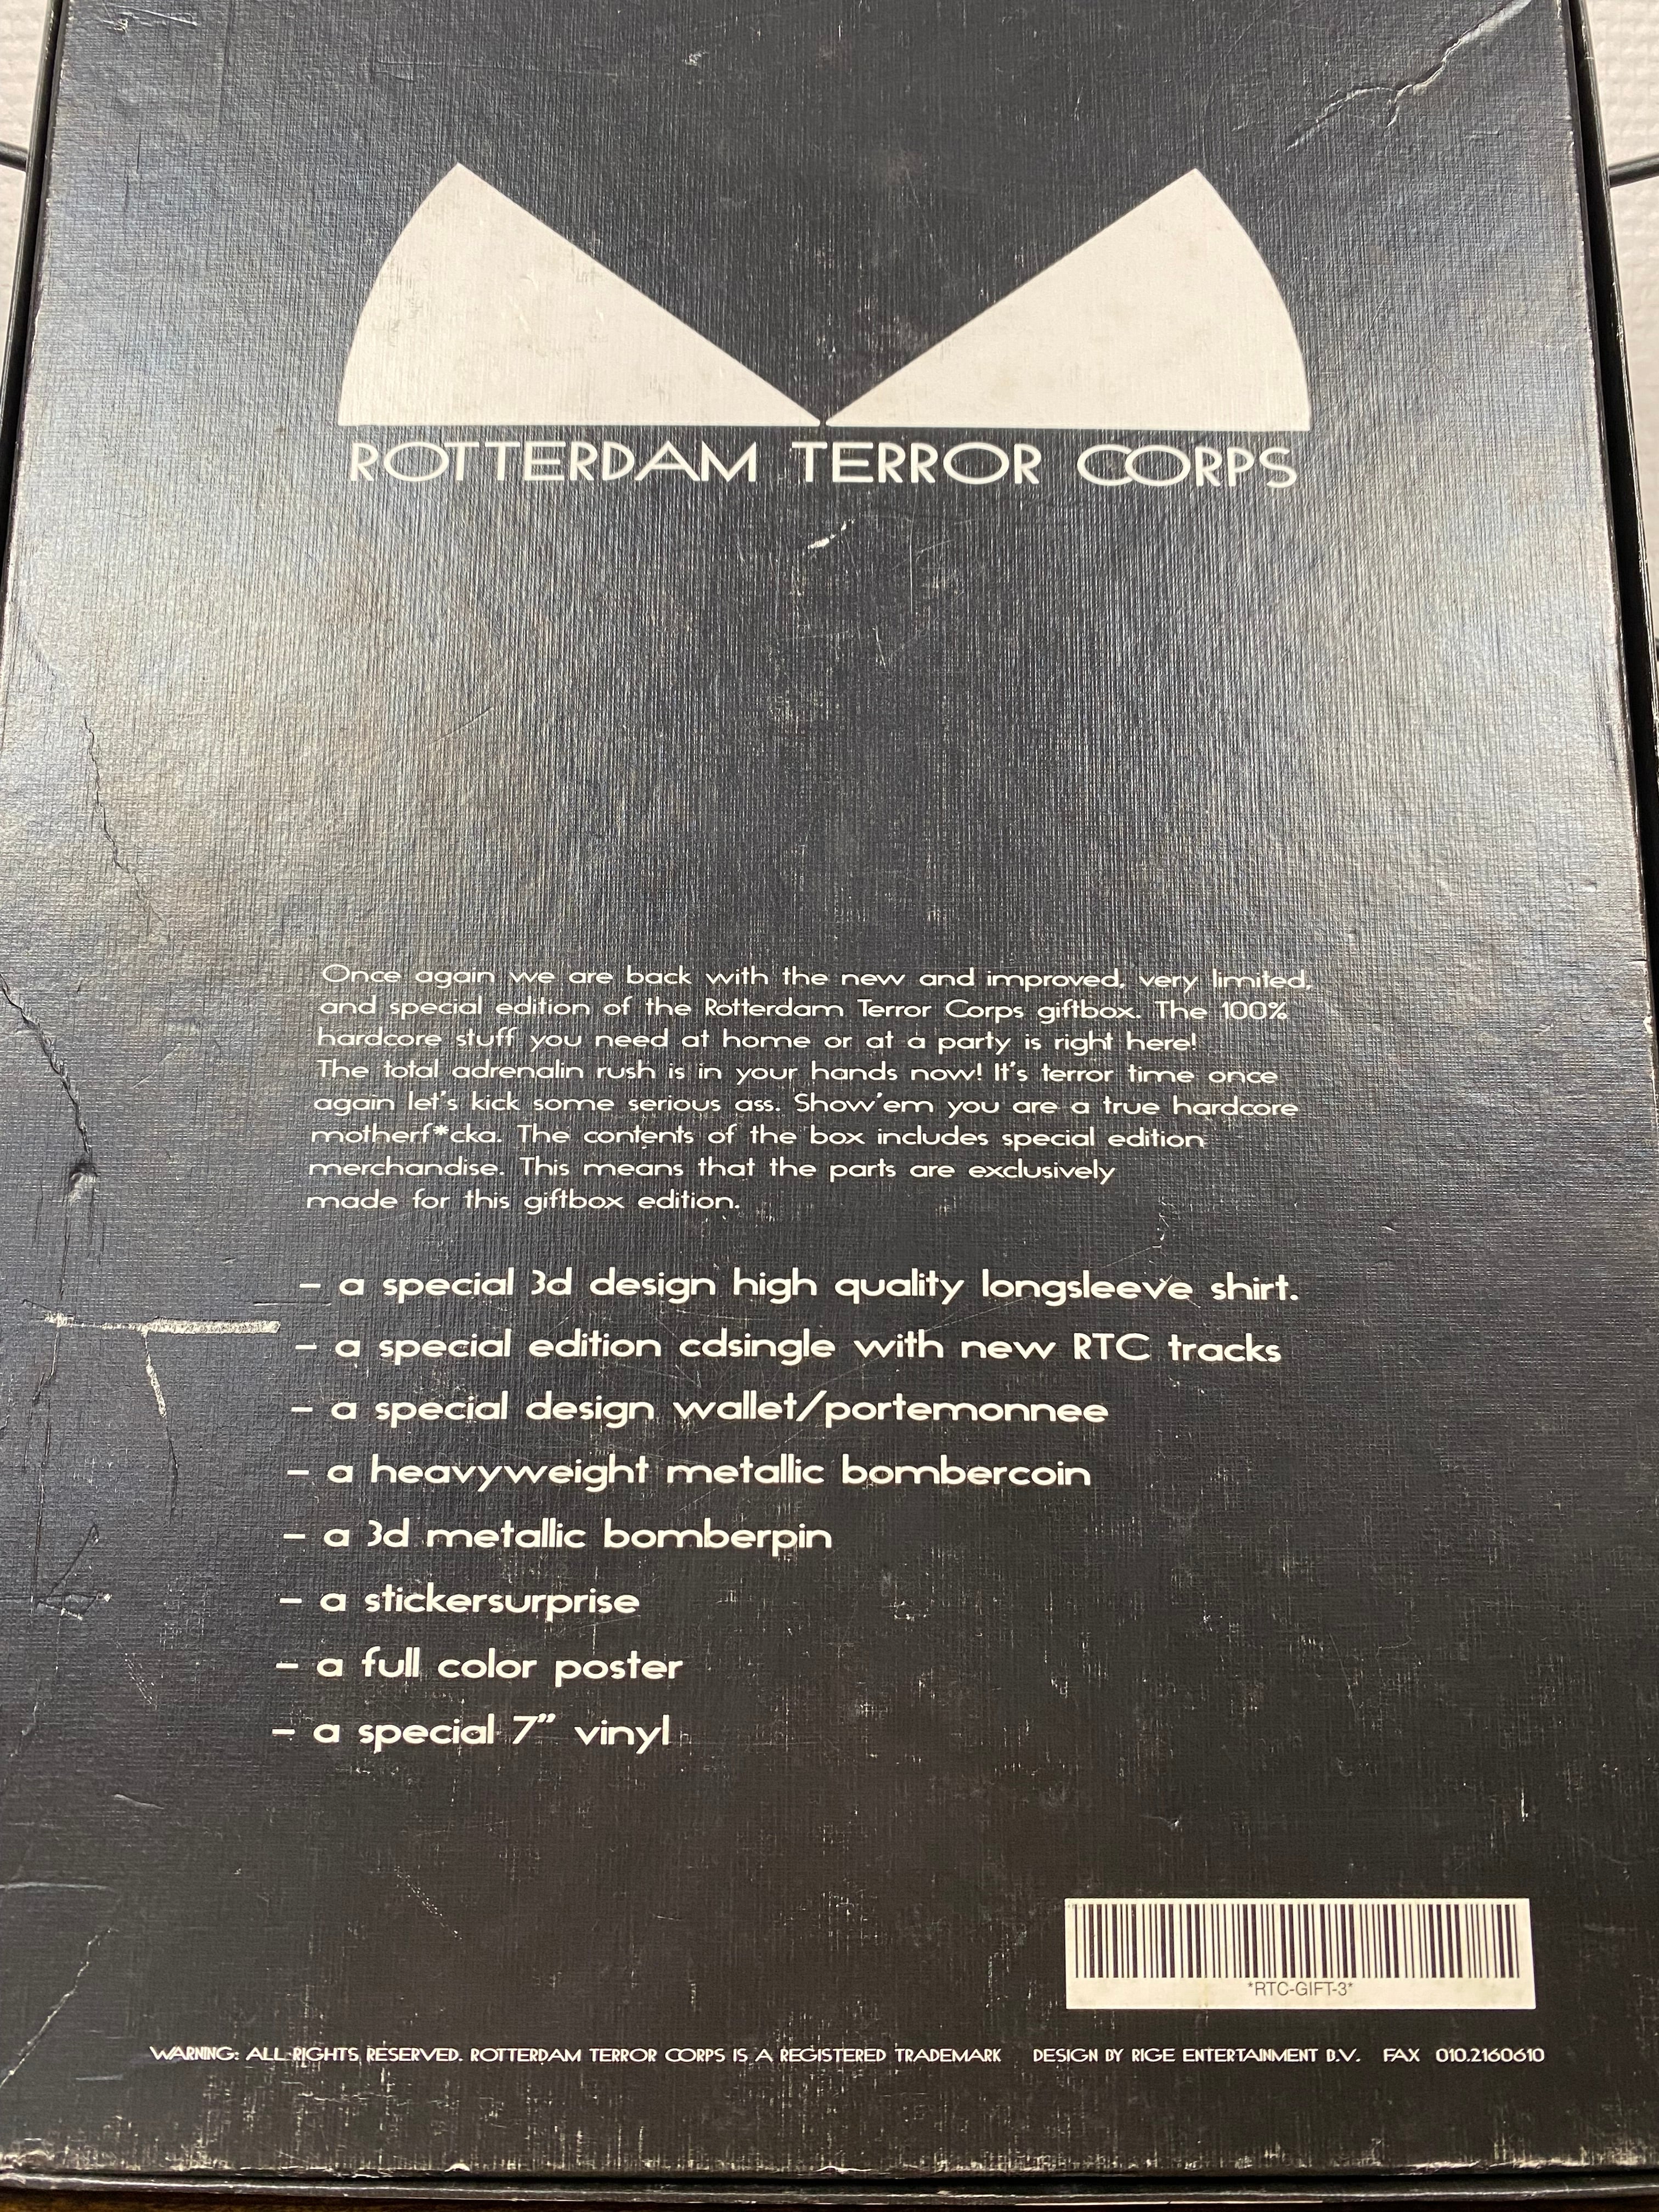 ROTTERDAM TERROR CORPS
Once again we are back with the new and improved, very limited,
and special edition of the Rotterdam Terror Corps giftbox. The 100%
hardcore stuff you need at home or at a party is right here!
The total adrenalin rush is in your hands now! It's terror time once
again let's kick some serious ass. Show'em you are a true hardcore
motherf*cka. The contents of the box includes special edition
merchandise. This means that the parts are exclusively
made for this giftbox edition.
– a special 3d design high quality longsleeve shirt.
– a special edition cdsingle with new RTC tracks
– a special design wallet/portemonnee
– a heavyweight metallic bombercoin
– a 3d metallic bomberpin
– a stickersurprise
– a full color poster
– a special 7” vinyl
*RTC-GIFT-3*
WARNING: ALL RIGHTS RESERVED. ROTTERDAM TERROR CORPS IS A REGISTERED TRADEMARK DESIGN BY RIGE ENTERTAINMENT B.V. FAX 010.2160610